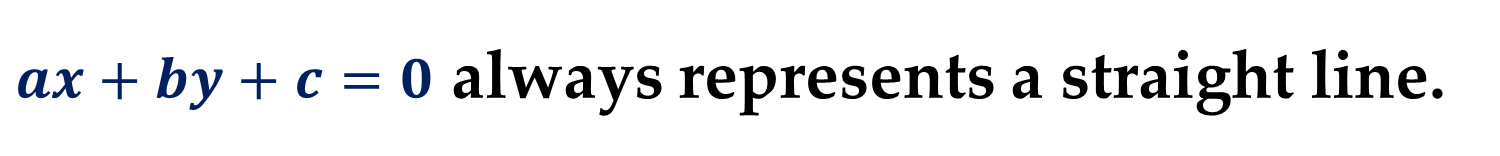 ax + by + c = 0 always represents a straight line.